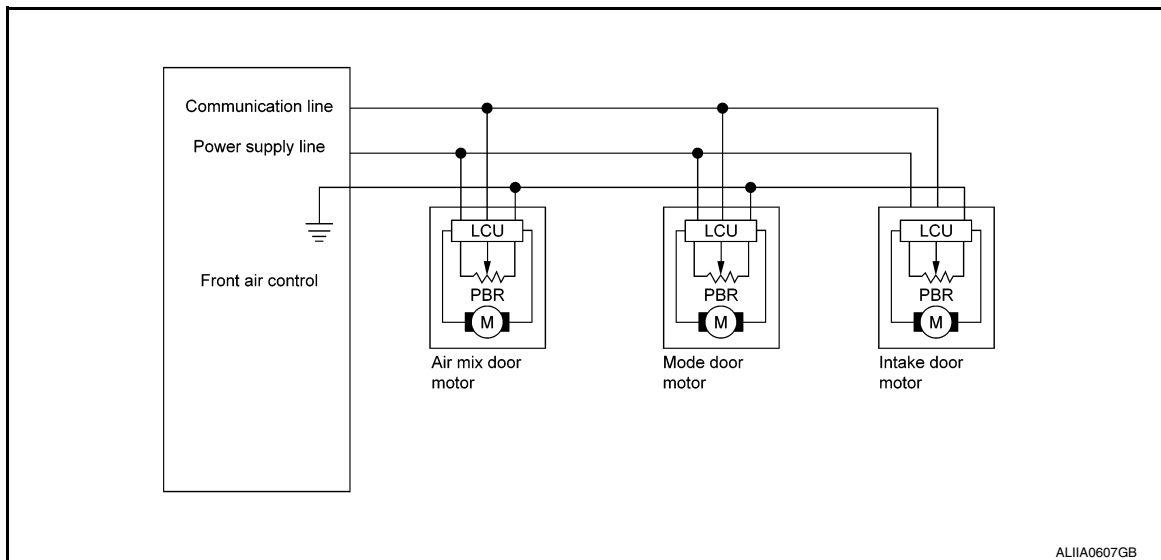 Communication line
Power supply line
Front air control
LCU
PBR
M
Air mix door
motor
LCU
PBR
M
Mode door
motor
LCU
PBR
M
Intake door
motor
ALIIA0607GB